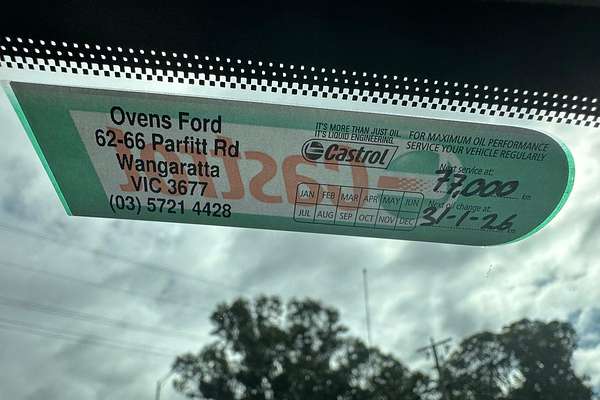 Ovens Ford
62-66 Parfitt Rd
Wangaratta
VIC 3677
(03) 5721 4428
IT'S MORE THAN JUST OIL.
IT'S LIQUID ENGINEERING.
Castrol
JAN FEB MAR APR MAY JUN
JUL AUG SEP OCT NOV DEC
FOR MAXIMUM OIL PERFORMANCE
SERVICE YOUR VEHICLE REGULARLY
Next service at:
77,000 km
Next oil change at:
31-1-26 km